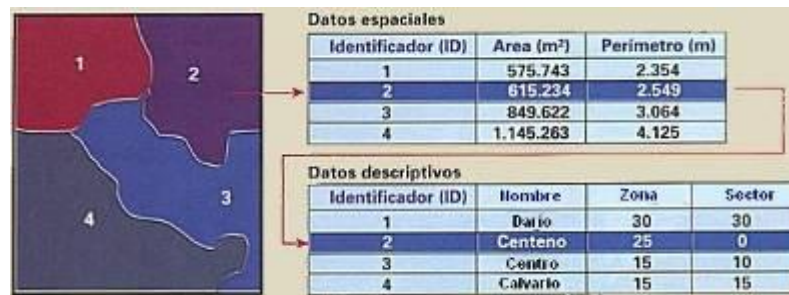 1
2
3
4
Datos espaciales
Identificador (ID) Area (m²) Perímetro (m)
1 575.743 2.354
2 615.234 2.549
3 849.622 3.064
4 1.145.263 4.125
Datos descriptivos
Identificador (ID) Nombre Zona Sector
1 Darío 30 30
2 Centeno 25 0
3 Centro 15 10
4 Calvario 15 15